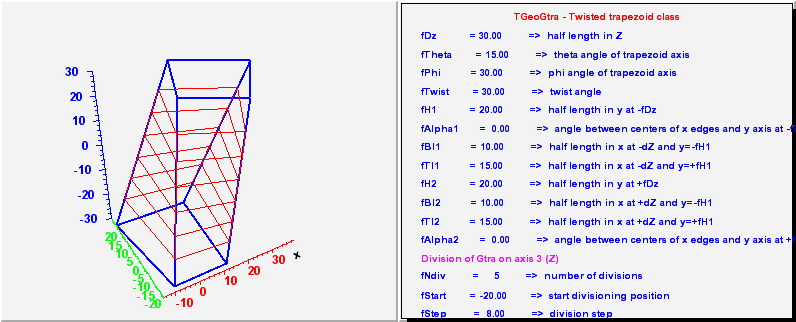 30
20
10
0
-10
-20
-30
20
15
10
5
0
-5
-10
-15
-20
-10
0
10
20
30
x
TGeoGtra - Twisted trapezoid class
fDz = 30.00 => half length in Z
fTheta = 15.00 => theta angle of trapezoid axis
fPhi = 30.00 => phi angle of trapezoid axis
fTwist = 30.00 => twist angle
fH1 = 20.00 => half length in y at -fDz
fAlpha1 = 0.00 => angle between centers of x edges and y axis at -f
fBl1 = 10.00 => half length in x at -dZ and y=-fH1
fTl1 = 15.00 => half length in x at -dZ and y=+fH1
fH2 = 20.00 => half length in y at +fDz
fBl2 = 10.00 => half length in x at +dZ and y=-fH1
fTl2 = 15.00 => half length in x at +dZ and y=+fH1
fAlpha2 = 0.00 => angle between centers of x edges and y axis at +
Division of Gtra on axis 3 (Z)
fNdiv = 5 => number of divisions
fStart = -20.00 => start divisioning position
fStep = 8.00 => division step